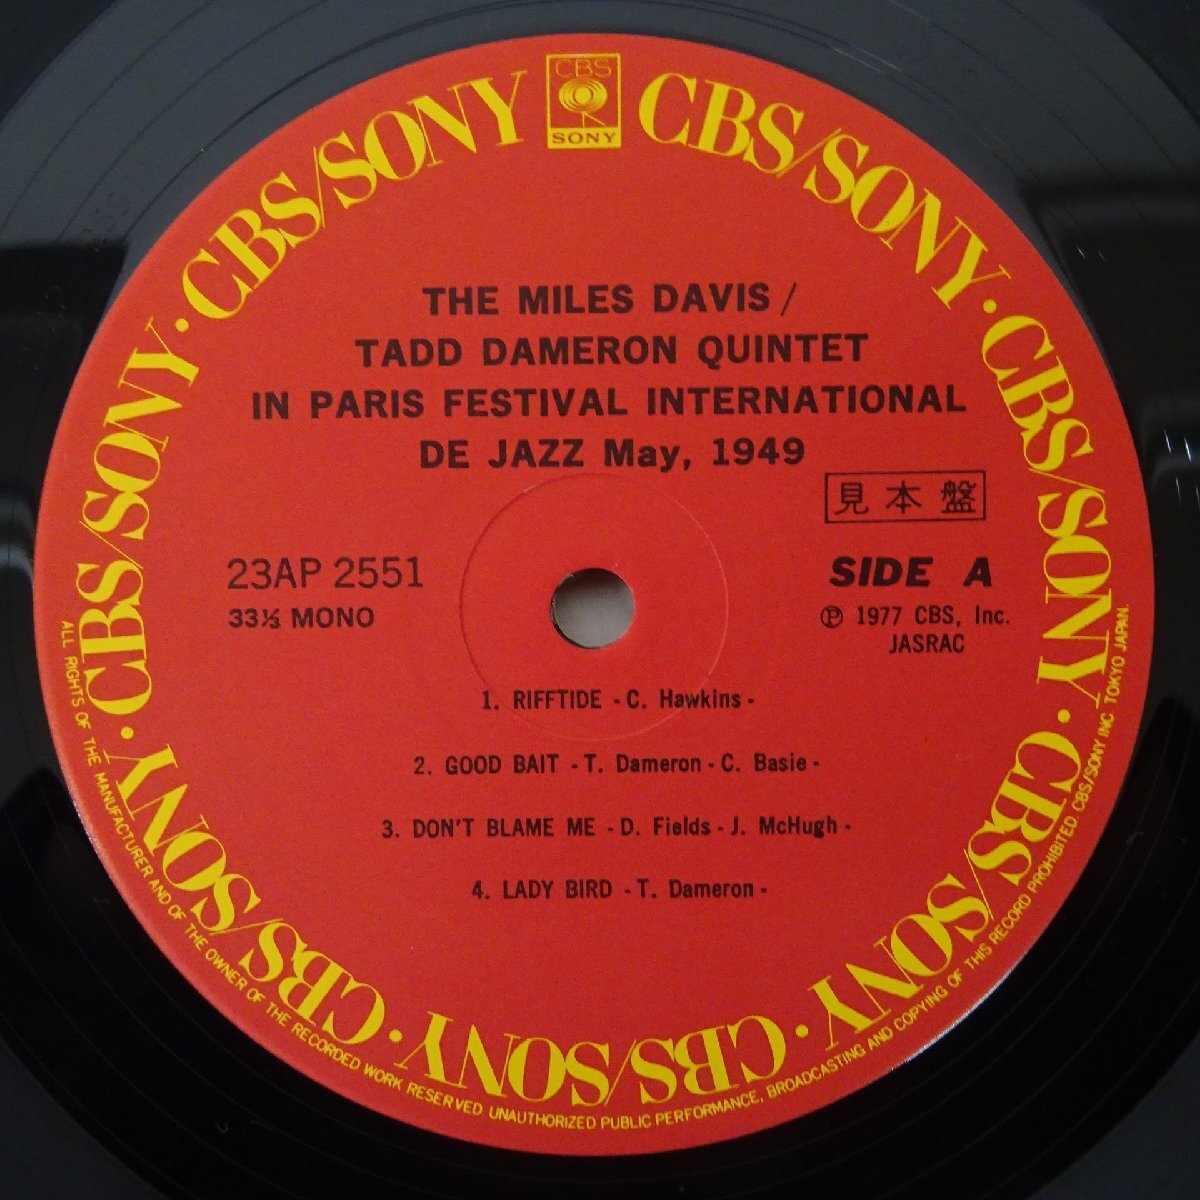 CBS
SONY
CBS/SONY · CBS/SONY · CBS/SONY · CBS/SONY · CBS/SONY · CBS/SONY · CBS/SONY · CBS/SONY
THE MILES DAVIS /
TADD DAMERON QUINTET
IN PARIS FESTIVAL INTERNATIONAL
DE JAZZ May, 1949
見本盤
23AP 2551
33⅓ MONO
SIDE A
Ⓟ 1977 CBS, Inc.
JASRAC
1. RIFFTIDE - C. Hawkins -
2. GOOD BAIT - T. Dameron - C. Basie -
3. DON'T BLAME ME - D. Fields - J. McHugh -
4. LADY BIRD - T. Dameron -
ALL RIGHTS OF THE MANUFACTURER AND OF THE OWNER OF THE RECORDED WORK RESERVED UNAUTHORIZED PUBLIC PERFORMANCE, BROADCASTING AND COPYING OF THIS RECORD PROHIBITED CBS/SONY INC TOKYO JAPAN.